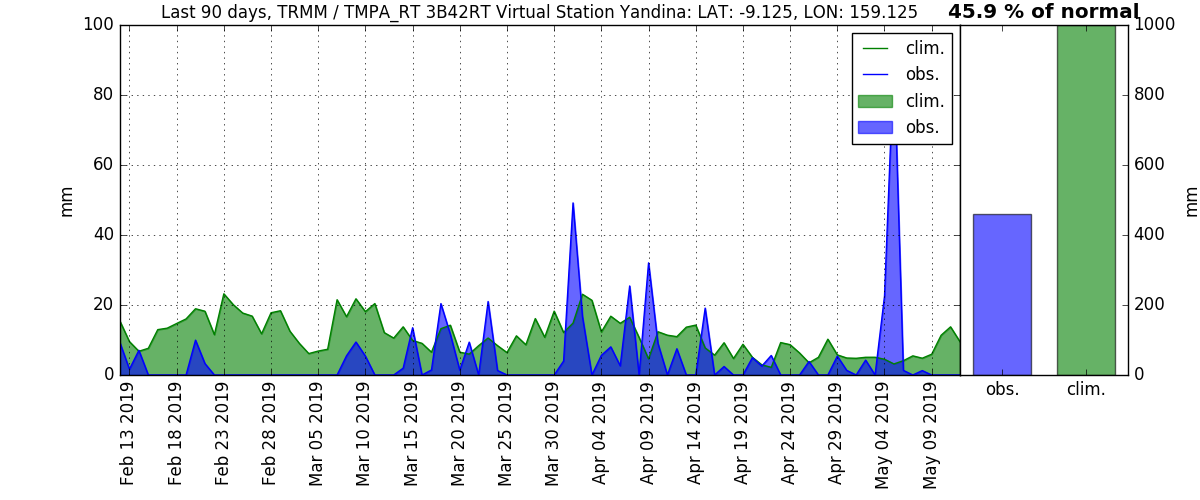 Last 90 days, TRMM / TMPA_RT 3B42RT Virtual Station Yandina: LAT: -9.125, LON: 159.125
45.9 % of normal
100
80
60
40
20
0
mm
clim.
obs.
clim.
obs.
1000
800
600
400
200
0
mm
Feb 13 2019
Feb 18 2019
Feb 23 2019
Feb 28 2019
Mar 05 2019
Mar 10 2019
Mar 15 2019
Mar 20 2019
Mar 25 2019
Mar 30 2019
Apr 04 2019
Apr 09 2019
Apr 14 2019
Apr 19 2019
Apr 24 2019
Apr 29 2019
May 04 2019
May 09 2019
obs.
clim.